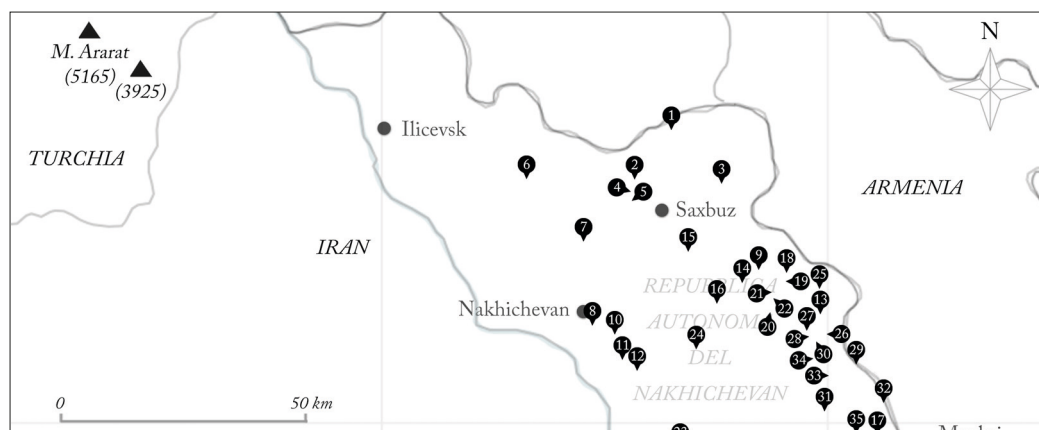 N
M. Ararat
(5165)
(3925)
Ilicevsk
TURCHIA
ARMENIA
IRAN
Saxbuz
Nakhichevan
REPUBBLICA
AUTONOMA
DEL
NAKHICHEVAN
0
50 km
1
2
3
4
5
6
7
8
9
10
11
12
13
14
15
16
17
18
19
20
21
22
24
25
26
27
28
29
30
31
32
33
34
35